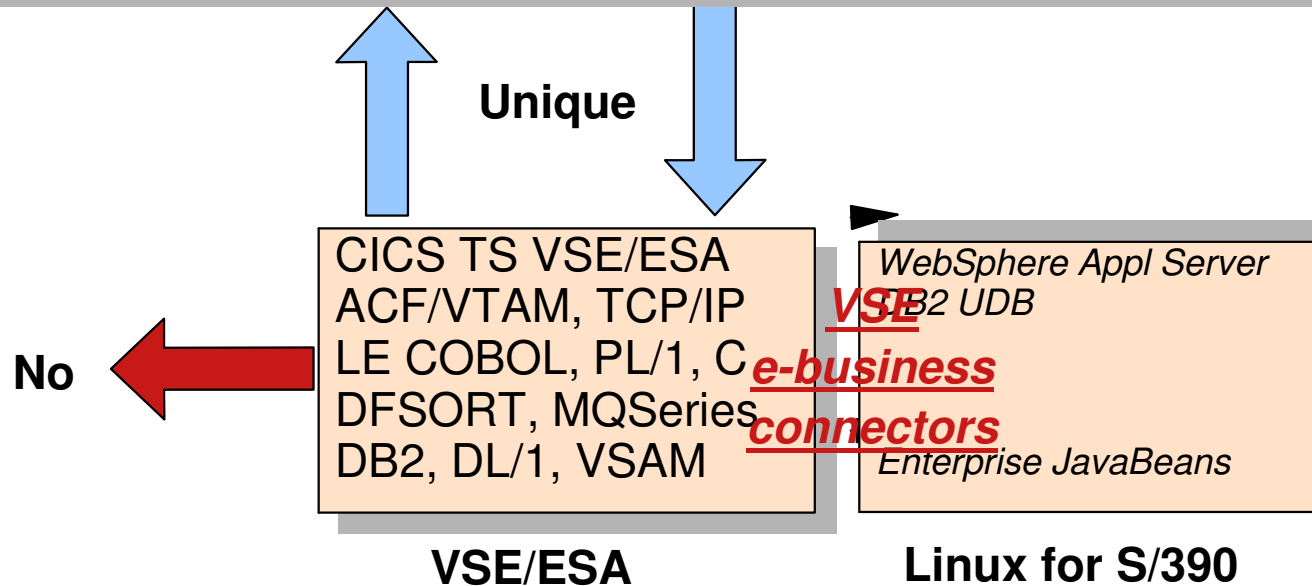 Unique
No
CICS TS VSE/ESA
ACF/VTAM, TCP/IP
LE COBOL, PL/1, C
DFSORT, MQSeries
DB2, DL/1, VSAM
VSE/ESA
VSE
e-business
connectors
WebSphere Appl Server
DB2 UDB
Enterprise JavaBeans
Linux for S/390